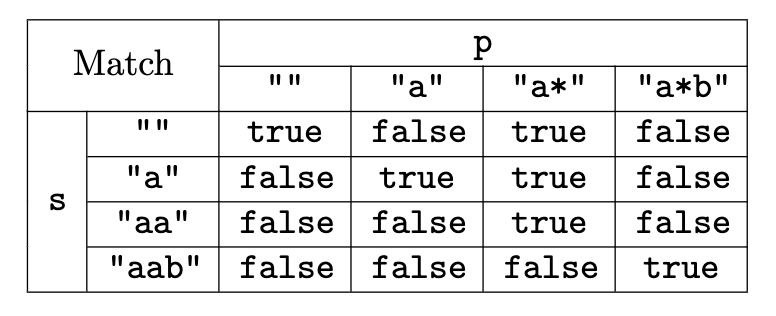 Match p
"" "a" "a*" "a*b"
s "" true false true false
"a" false true true false
"aa" false false true false
"aab" false false false true